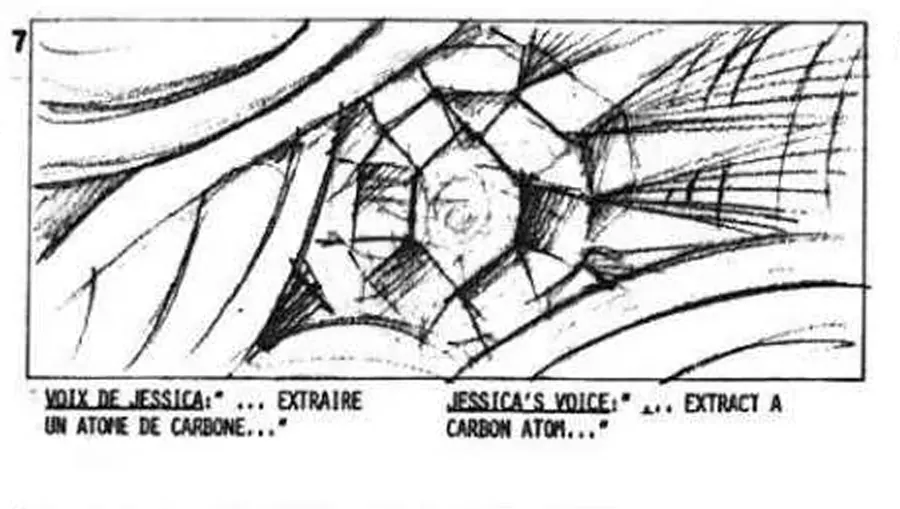 7
VOIX DE JESSICA:" ... EXTRAIRE
UN ATOME DE CARBONE..."
JESSICA'S VOICE:" ... EXTRACT A
CARBON ATOM..."